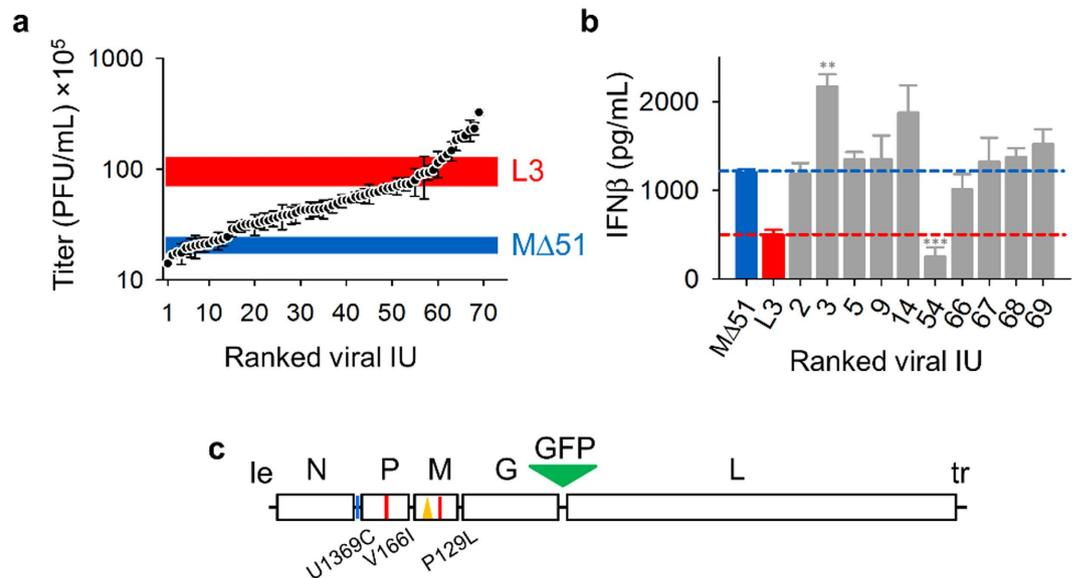 a
Titer (PFU/mL) ×10⁵
1000
100
10
L3
MΔ51
1 10 20 30 40 50 60 70
Ranked viral IU
b
IFNβ (pg/mL)
2000
1000
0
**
***
MΔ51 L3 2 3 5 9 14 54 66 67 68 69
Ranked viral IU
c
GFP
le N P M G L tr
U1369C V166I P129L